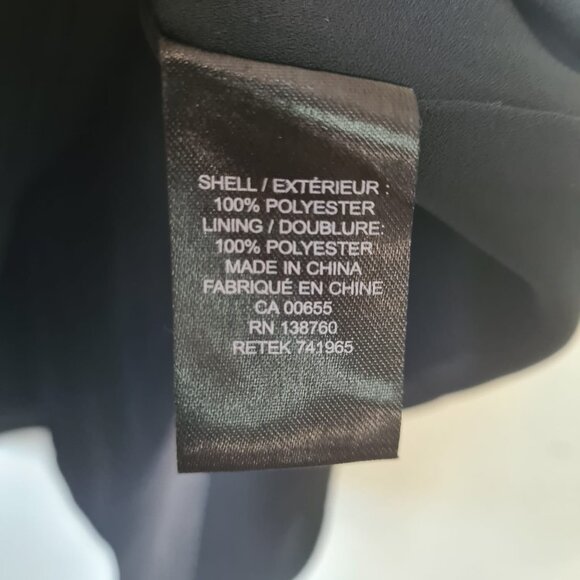 SHELL / EXTÉRIEUR :
100% POLYESTER
LINING / DOUBLURE:
100% POLYESTER
MADE IN CHINA
FABRIQUÉ EN CHINE
CA 00655
RN 138760
RETEK 741965